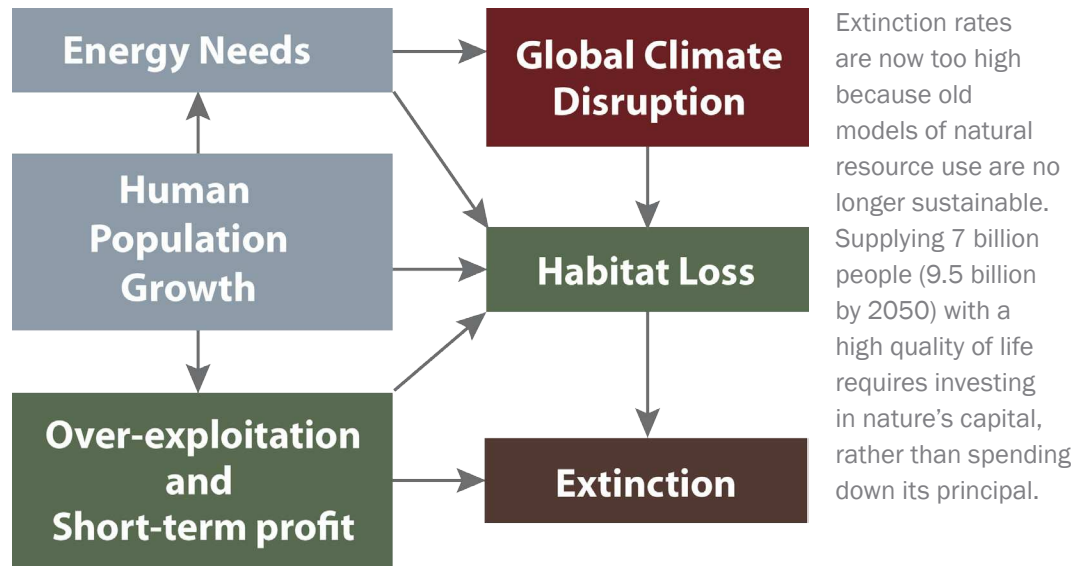 Energy Needs
Global Climate
Disruption
Human
Population
Growth
Habitat Loss
Over-exploitation
and
Short-term profit
Extinction
Extinction rates
are now too high
because old
models of natural
resource use are no
longer sustainable.
Supplying 7 billion
people (9.5 billion
by 2050) with a
high quality of life
requires investing
in nature’s capital,
rather than spending
down its principal.